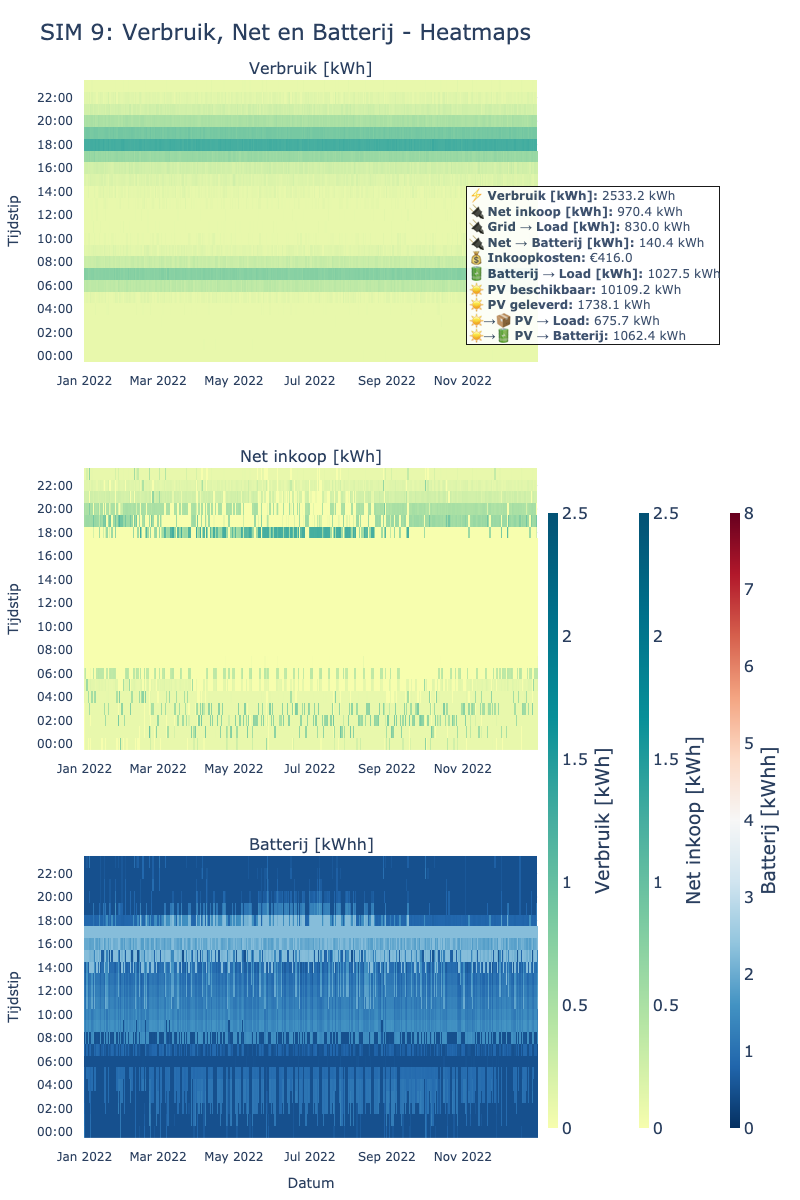 SIM 9: Verbruik, Net en Batterij - Heatmaps
Verbruik [kWh]
22:00
20:00
18:00
16:00
14:00
12:00
10:00
08:00
06:00
04:00
02:00
00:00
Tijdstip
Jan 2022 Mar 2022 May 2022 Jul 2022 Sep 2022 Nov 2022
⚡ Verbruik [kWh]: 2533.2 kWh
🔌 Net inkoop [kWh]: 970.4 kWh
🔌 Grid → Load [kWh]: 830.0 kWh
🔌 Net → Batterij [kWh]: 140.4 kWh
💰 Inkoopkosten: €416.0
🔋 Batterij → Load [kWh]: 1027.5 kWh
☀️ PV beschikbaar: 10109.2 kWh
☀️ PV geleverd: 1738.1 kWh
☀️→📦 PV → Load: 675.7 kWh
☀️→🔋 PV → Batterij: 1062.4 kWh
Net inkoop [kWh]
22:00
20:00
18:00
16:00
14:00
12:00
10:00
08:00
06:00
04:00
02:00
00:00
Tijdstip
Jan 2022 Mar 2022 May 2022 Jul 2022 Sep 2022 Nov 2022
Batterij [kWhh]
22:00
20:00
18:00
16:00
14:00
12:00
10:00
08:00
06:00
04:00
02:00
00:00
Tijdstip
Jan 2022 Mar 2022 May 2022 Jul 2022 Sep 2022 Nov 2022
Datum
2.5
2
1.5
1
0.5
0
Verbruik [kWh]
2.5
2
1.5
1
0.5
0
Net inkoop [kWh]
8
7
6
5
4
3
2
1
0
Batterij [kWhh]